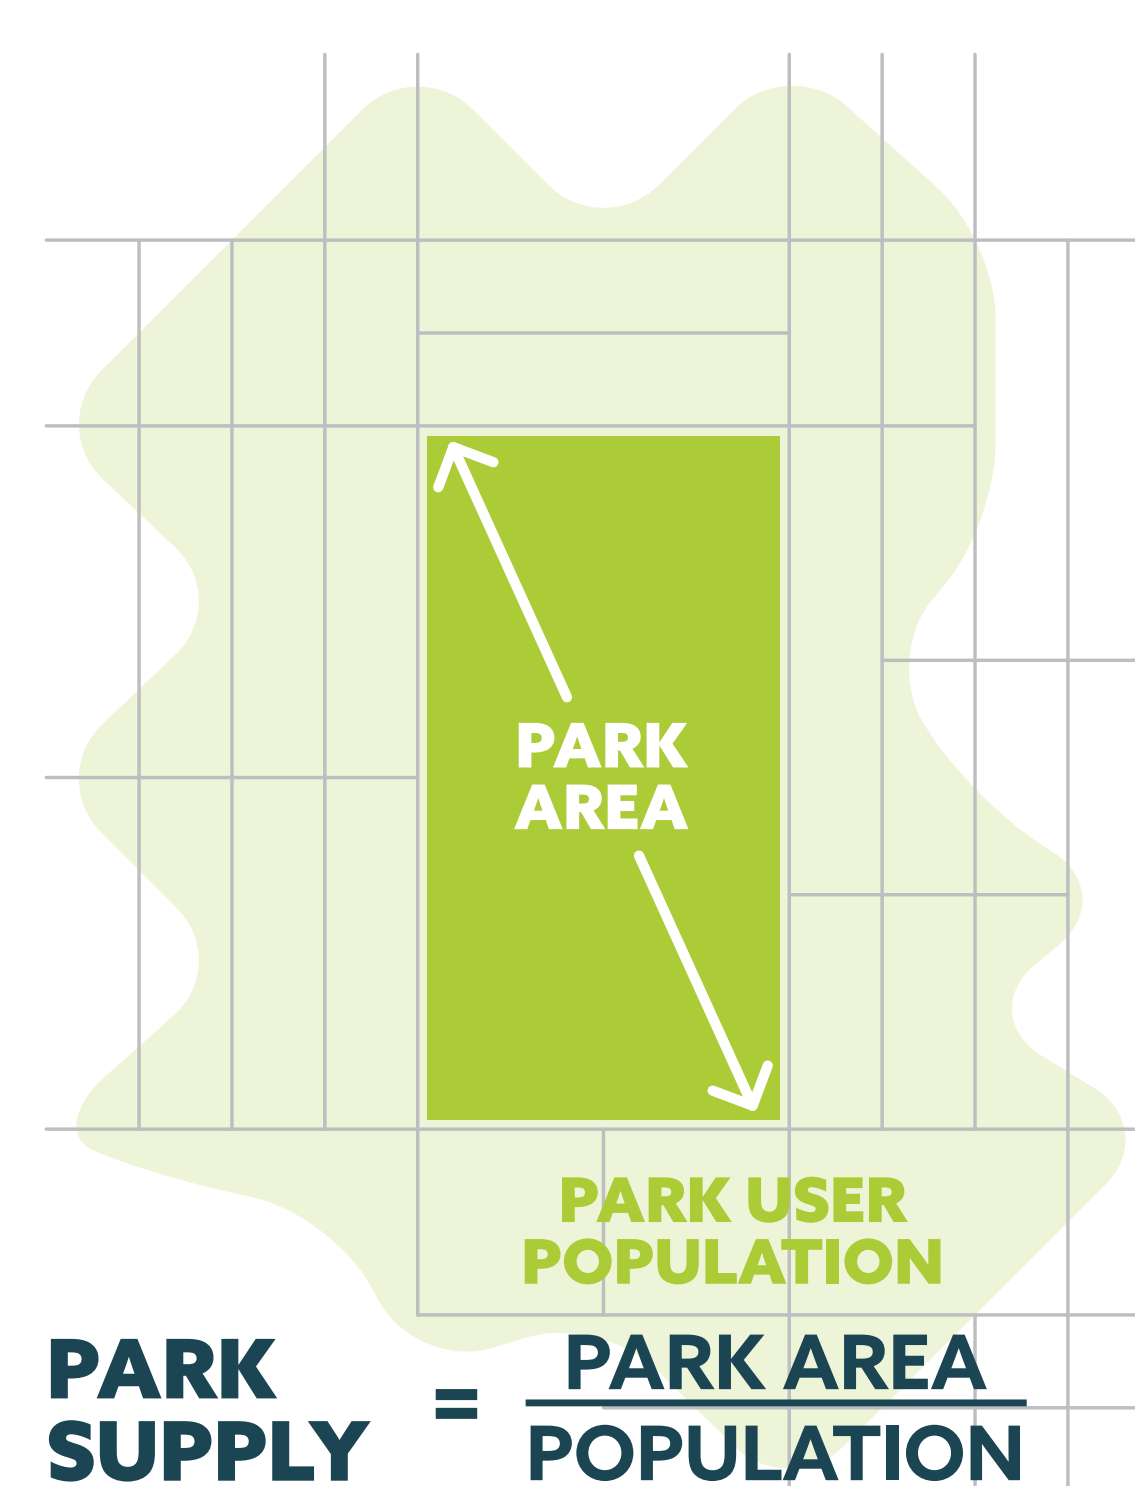 PARK
AREA
PARK USER
POPULATION
PARK
SUPPLY
=
PARK AREA
POPULATION